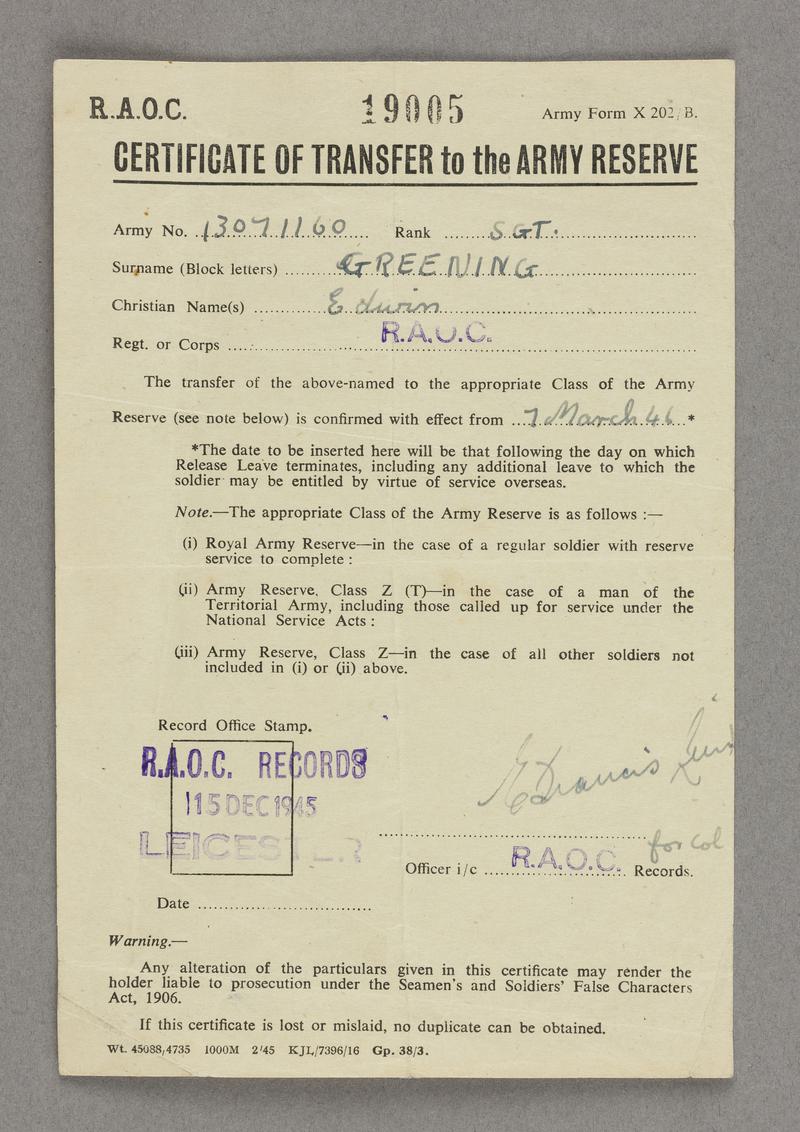 R.A.O.C. 19005 Army Form X 202/B.
CERTIFICATE OF TRANSFER to the ARMY RESERVE
Army No. 13071160 Rank SGT.
Surname (Block letters) GREENING
Christian Name(s) Edwin
Regt. or Corps R.A.O.C.
The transfer of the above-named to the appropriate Class of the Army
Reserve (see note below) is confirmed with effect from 7 March 46 *
*The date to be inserted here will be that following the day on which
Release Leave terminates, including any additional leave to which the
soldier may be entitled by virtue of service overseas.
Note.—The appropriate Class of the Army Reserve is as follows :—
(i) Royal Army Reserve—in the case of a regular soldier with reserve
service to complete :
(ii) Army Reserve, Class Z (T)—in the case of a man of the
Territorial Army, including those called up for service under the
National Service Acts :
(iii) Army Reserve, Class Z—in the case of all other soldiers not
included in (i) or (ii) above.
Record Office Stamp.
R.A.O.C. RECORDS
15 DEC 1945
LEICESTER
Francis
for Col
Officer i/c R.A.O.C. Records.
Date
Warning.—
Any alteration of the particulars given in this certificate may render the
holder liable to prosecution under the Seamen's and Soldiers' False Characters
Act, 1906.
If this certificate is lost or mislaid, no duplicate can be obtained.
Wt. 45088/4735 1000M 2/45 KJL/7396/16 Gp. 38/3.